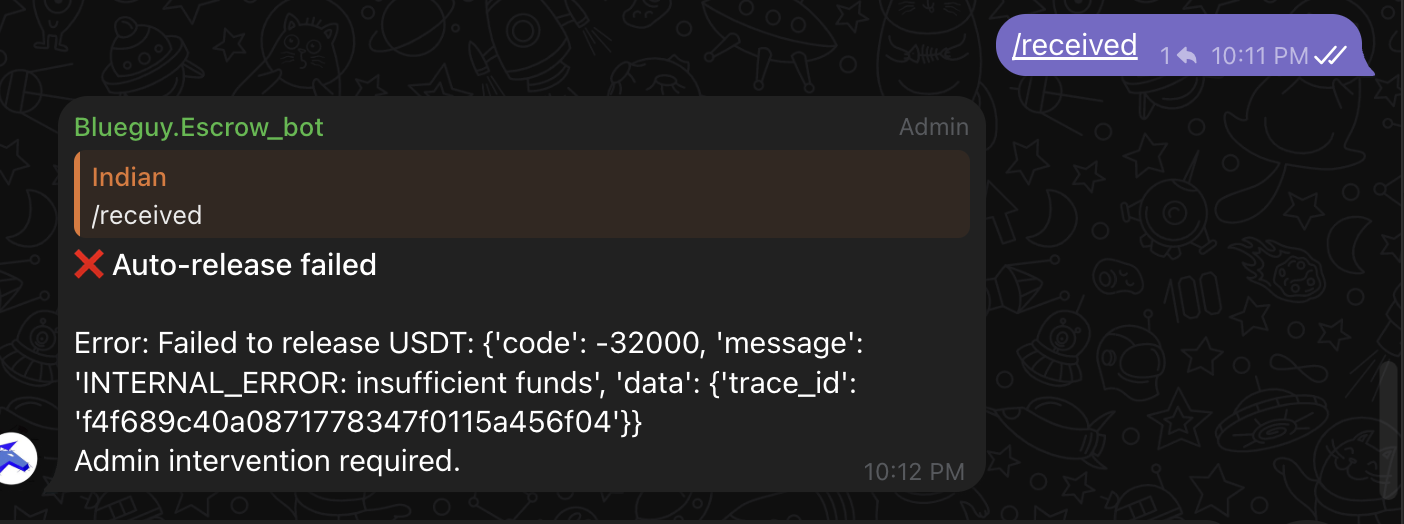 /received 1 10:11 PM
Blueguy.Escrow_bot Admin
Indian
/received
❌ Auto-release failed
Error: Failed to release USDT: {'code': -32000, 'message':
'INTERNAL_ERROR: insufficient funds', 'data': {'trace_id':
'f4f689c40a0871778347f0115a456f04'}}
Admin intervention required.
10:12 PM